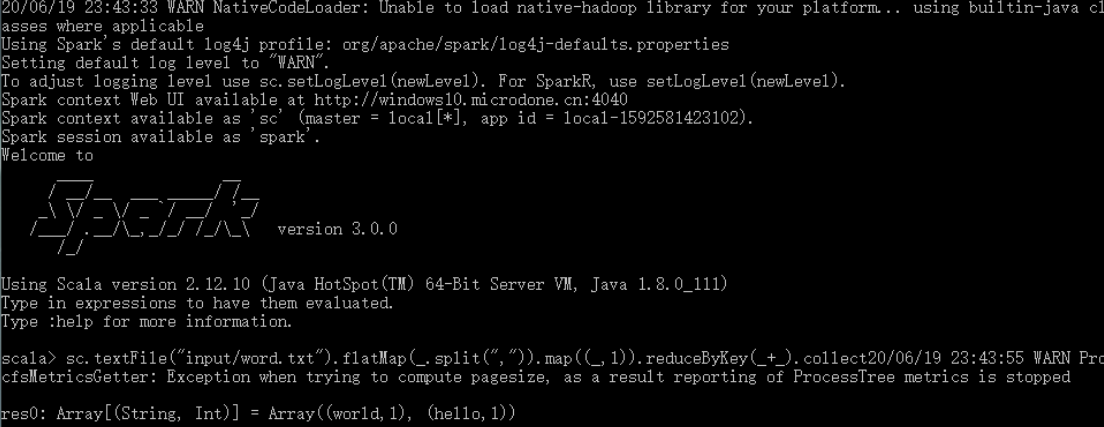 20/06/19 23:43:33 WARN NativeCodeLoader: Unable to load native-hadoop library for your platform... using builtin-java cl
asses where applicable
Using Spark's default log4j profile: org/apache/spark/log4j-defaults.properties
Setting default log level to "WARN".
To adjust logging level use sc.setLogLevel(newLevel). For SparkR, use setLogLevel(newLevel).
Spark context Web UI available at http://windows10.microdone.cn:4040
Spark context available as 'sc' (master = local[*], app id = local-1592581423102).
Spark session available as 'spark'.
Welcome to
Spark version 3.0.0
Using Scala version 2.12.10 (Java HotSpot(TM) 64-Bit Server VM, Java 1.8.0_111)
Type in expressions to have them evaluated.
Type :help for more information.
scala> sc.textFile("input/word.txt").flatMap(_.split(",")).map((_,1)).reduceByKey(_+_).collect20/06/19 23:43:55 WARN Pro
cfsMetricsGetter: Exception when trying to compute pagesize, as a result reporting of ProcessTree metrics is stopped
res0: Array[(String, Int)] = Array((world,1), (hello,1))